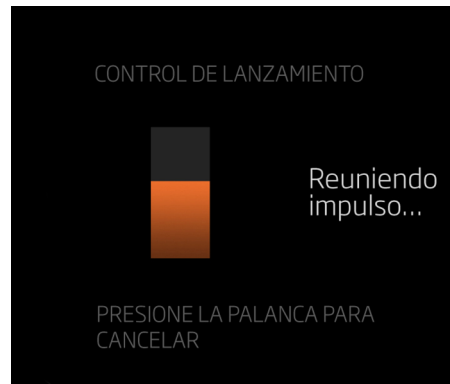 CONTROL DE LANZAMIENTO
Reuniendo
impulso...
PRESIONE LA PALANCA PARA
CANCELAR